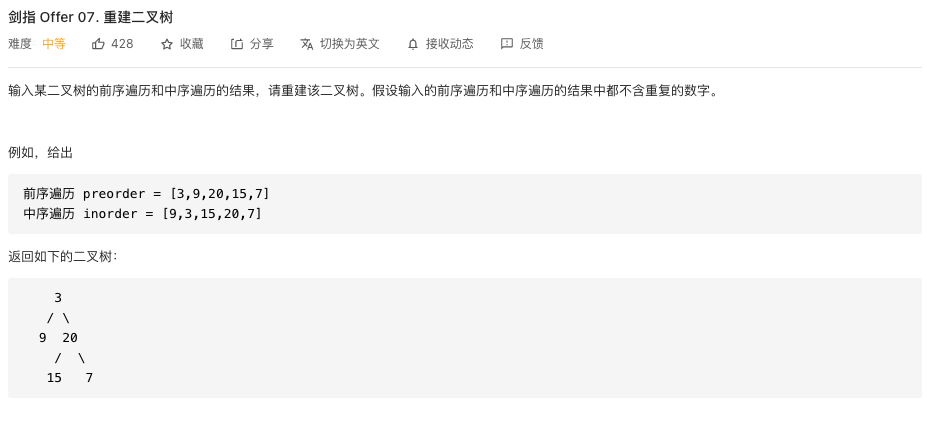 剑指 Offer 07. 重建二叉树
难度 中等 428 收藏 分享 切换为英文 接收动态 反馈
输入某二叉树的前序遍历和中序遍历的结果，请重建该二叉树。假设输入的前序遍历和中序遍历的结果中都不含重复的数字。
例如，给出
前序遍历 preorder = [3,9,20,15,7]
中序遍历 inorder = [9,3,15,20,7]
返回如下的二叉树：
3
/ \
9 20
/ \
15 7